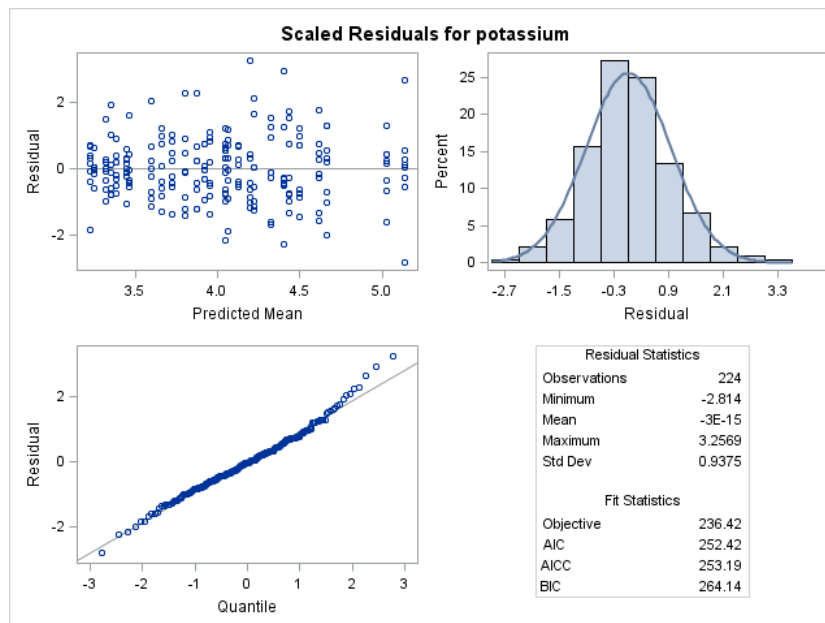 Scaled Residuals for potassium
2
0
-2
Residual
3.5 4.0 4.5 5.0
Predicted Mean
25
20
15
10
5
0
Percent
-2.7 -1.5 -0.3 0.9 2.1 3.3
Residual
2
0
-2
Residual
-3 -2 -1 0 1 2 3
Quantile
Residual Statistics
Observations 224
Minimum -2.814
Mean -3E-15
Maximum 3.2569
Std Dev 0.9375
Fit Statistics
Objective 236.42
AIC 252.42
AICC 253.19
BIC 264.14